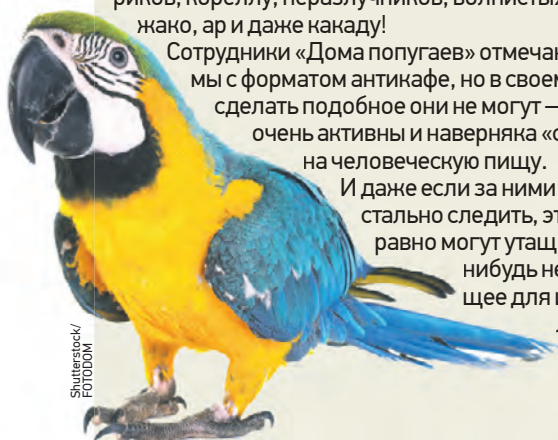 кореллу, неразлучников,
жако, ар и даже какаду!
Сотрудники «Дома попугаев»
мы с форматом антикафе, но в своем
сделать подобное они не могут —
очень активны и наверняка
на человеческую пищу.
И даже если за ними
стально следить,
равно могут
нибудь
щее для
Shutterstock/
FOTODOM